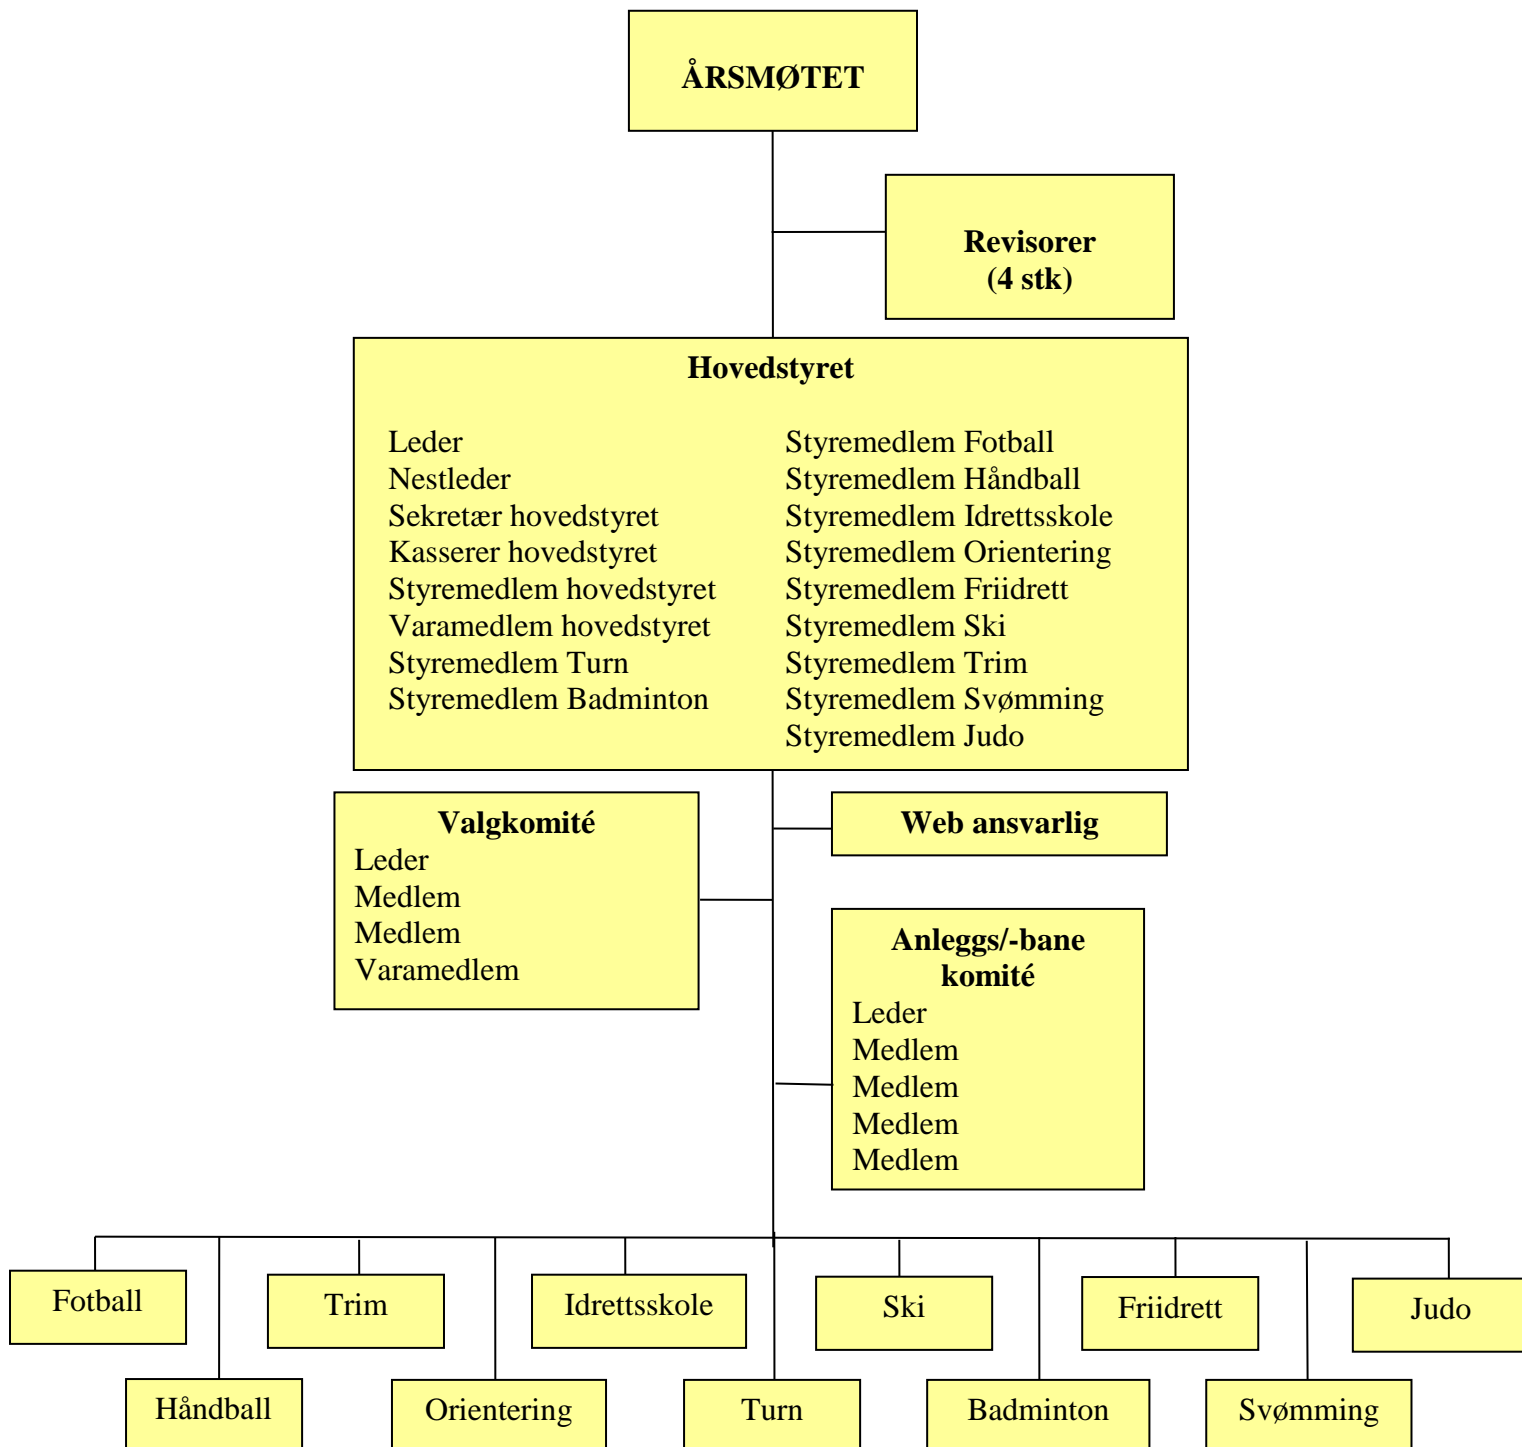 ÅRSMØTET
Revisorer
(4 stk)
Hovedstyret
Leder
Nestleder
Sekretær hovedstyret
Kasserer hovedstyret
Styremedlem hovedstyret
Varamedlem hovedstyret
Styremedlem Turn
Styremedlem Badminton
Styremedlem Fotball
Styremedlem Håndball
Styremedlem Idrettsskole
Styremedlem Orientering
Styremedlem Friidrett
Styremedlem Ski
Styremedlem Trim
Styremedlem Svømming
Styremedlem Judo
Valgkomité
Leder
Medlem
Medlem
Varamedlem
Web ansvarlig
Anleggs/-bane
komité
Leder
Medlem
Medlem
Medlem
Medlem
Fotball
Trim
Idrettsskole
Ski
Friidrett
Judo
Håndball
Orientering
Turn
Badminton
Svømming